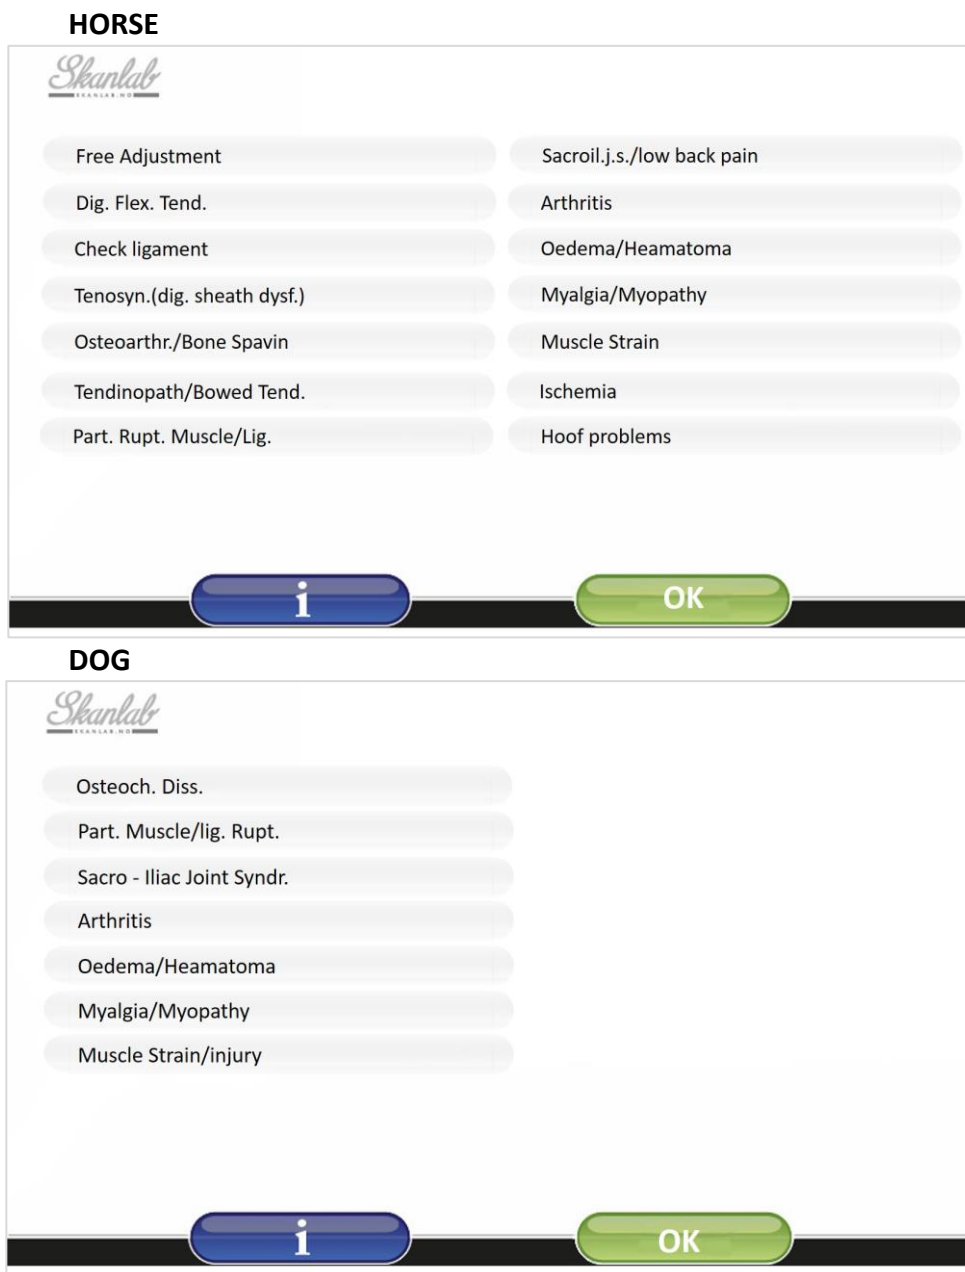 HORSE
Skanlab
SKANLAB.NO
Free Adjustment
Dig. Flex. Tend.
Check ligament
Tenosyn.(dig. sheath dysf.)
Osteoarthr./Bone Spavin
Tendinopath/Bowed Tend.
Part. Rupt. Muscle/Lig.
Sacroil.j.s./low back pain
Arthritis
Oedema/Heamatoma
Myalgia/Myopathy
Muscle Strain
Ischemia
Hoof problems
i
OK
DOG
Skanlab
SKANLAB.NO
Osteoch. Diss.
Part. Muscle/lig. Rupt.
Sacro - Iliac Joint Syndr.
Arthritis
Oedema/Heamatoma
Myalgia/Myopathy
Muscle Strain/injury
i
OK